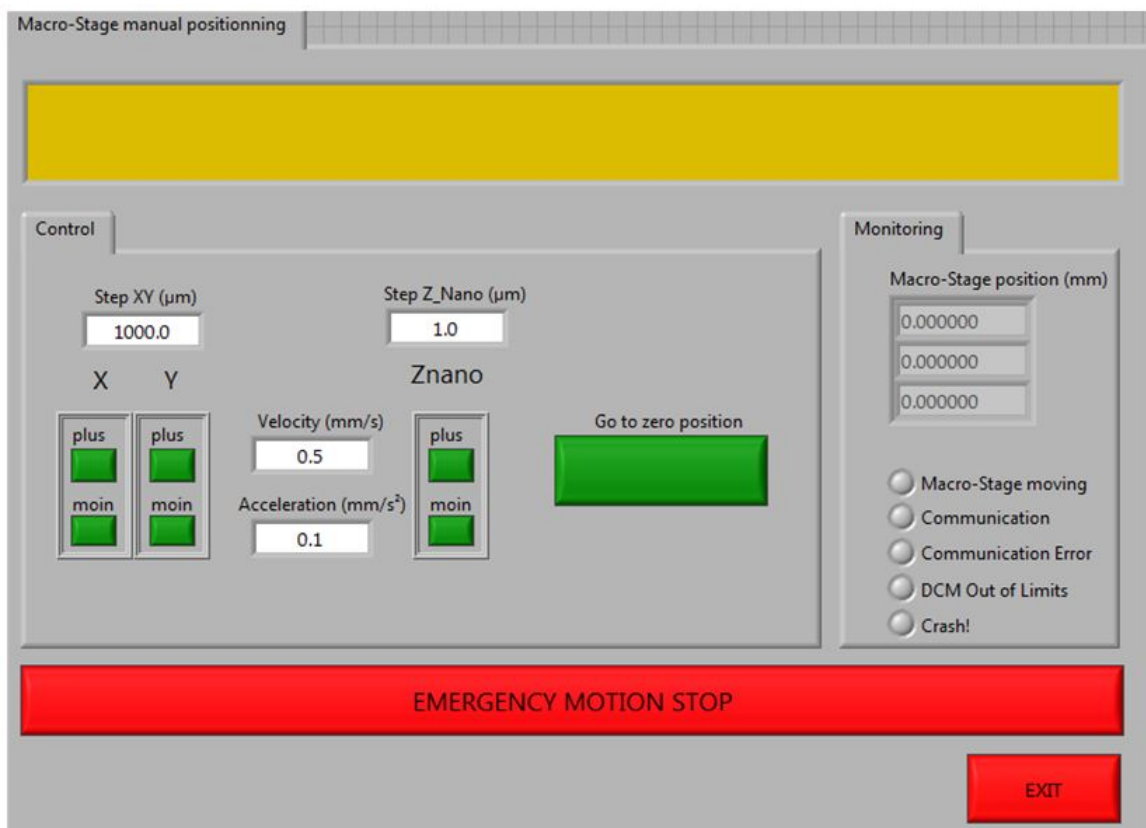 Macro-Stage manual positionning
Control
Step XY (µm)
1000.0
Step Z_Nano (µm)
1.0
X Y
Znano
plus plus
moin moin
Velocity (mm/s)
0.5
Acceleration (mm/s²)
0.1
plus
moin
Go to zero position
Monitoring
Macro-Stage position (mm)
0.000000
0.000000
0.000000
Macro-Stage moving
Communication
Communication Error
DCM Out of Limits
Crash!
EMERGENCY MOTION STOP
EXIT